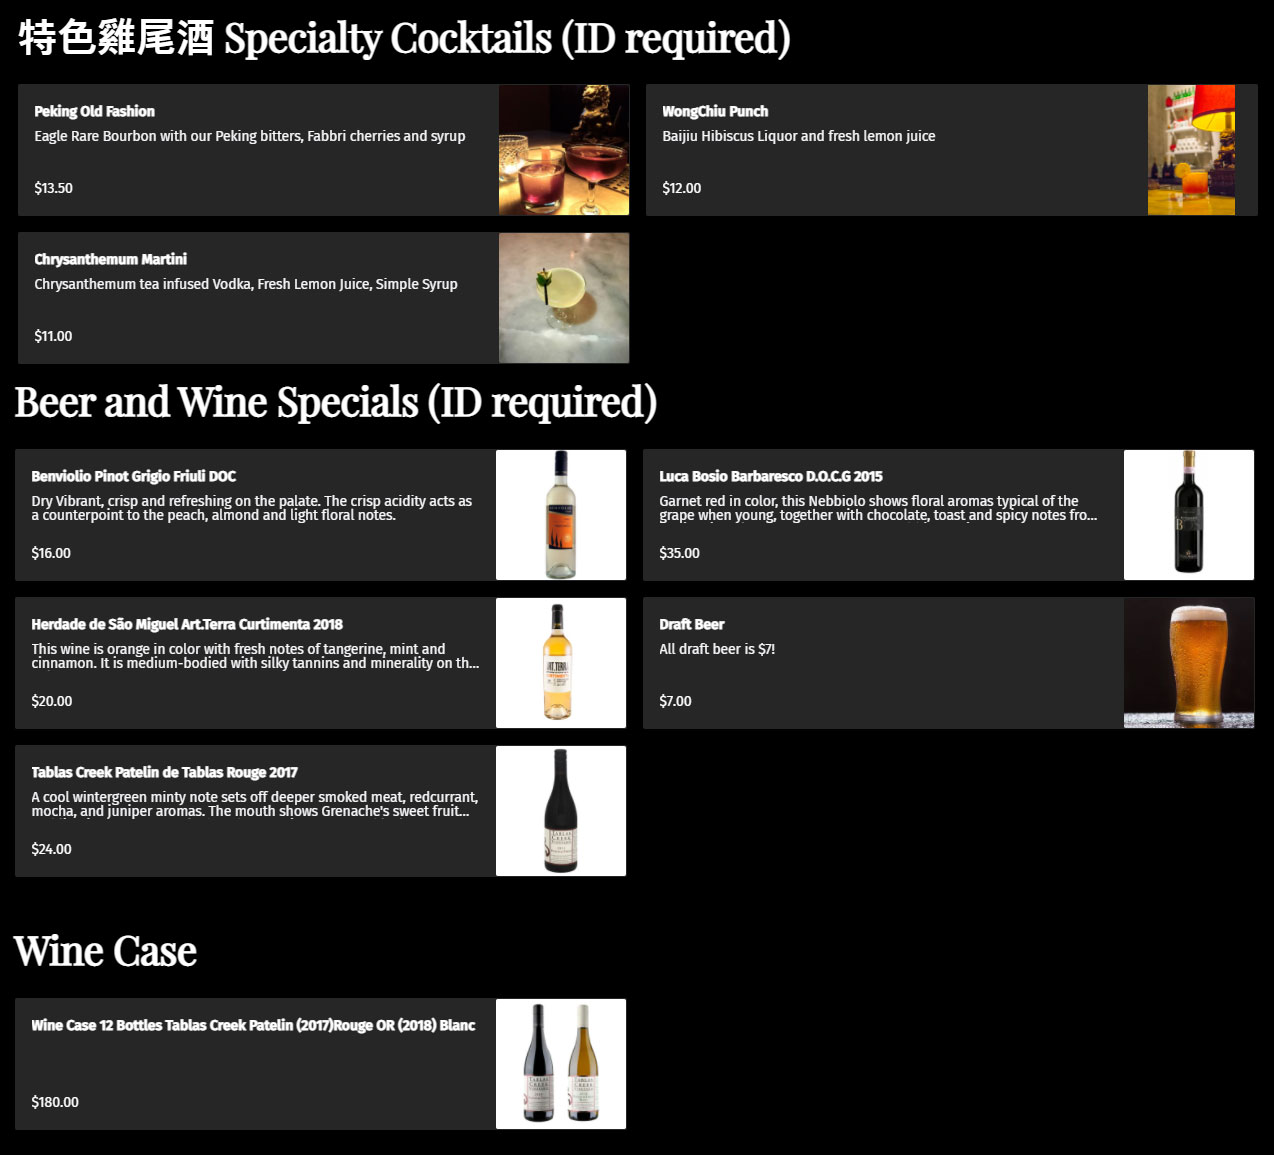 特色雞尾酒 Specialty Cocktails (ID required)
Peking Old Fashion
Eagle Rare Bourbon with our Peking bitters, Fabbri cherries and syrup
$13.50
WongChiu Punch
Baijiu Hibiscus Liquor and fresh lemon juice
$12.00
Chrysanthemum Martini
Chrysanthemum tea infused Vodka, Fresh Lemon Juice, Simple Syrup
$11.00
Beer and Wine Specials (ID required)
Benviolio Pinot Grigio Friuli DOC
Dry Vibrant, crisp and refreshing on the palate. The crisp acidity acts as
a counterpoint to the peach, almond and light floral notes.
$16.00
Luca Bosio Barbaresco D.O.C.G 2015
Garnet red in color, this Nebbiolo shows floral aromas typical of the
grape when young, together with chocolate, toast and spicy notes fro...
$35.00
Herdade de São Miguel Art.Terra Curtimenta 2018
This wine is orange in color with fresh notes of tangerine, mint and
cinnamon. It is medium-bodied with silky tannins and minerality on th...
$20.00
Draft Beer
All draft beer is $7!
$7.00
Tablas Creek Patelin de Tablas Rouge 2017
A cool wintergreen minty note sets off deeper smoked meat, redcurrant,
mocha, and juniper aromas. The mouth shows Grenache's sweet fruit...
$24.00
Wine Case
Wine Case 12 Bottles Tablas Creek Patelin (2017)Rouge OR (2018) Blanc
$180.00